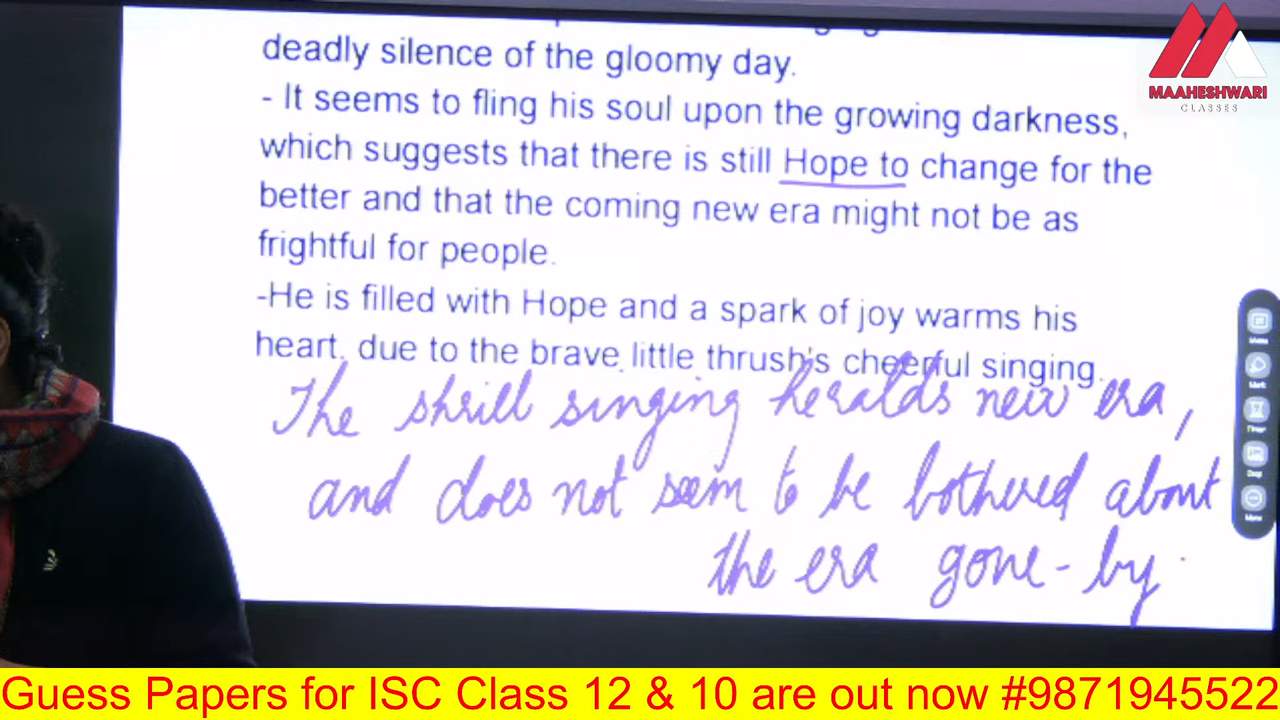 deadly silence of the gloomy day.
- It seems to fling his soul upon the growing darkness,
which suggests that there is still Hope to change for the
better and that the coming new era might not be as
frightful for people.
-He is filled with Hope and a spark of joy warms his
heart, due to the brave little thrush's cheerful singing.
The shrill singing heralds new era,
and does not seem to be bothered about
the era gone-by.
MAAHESHWARI
CLASSES
Guess Papers for ISC Class 12 & 10 are out now #9871945522